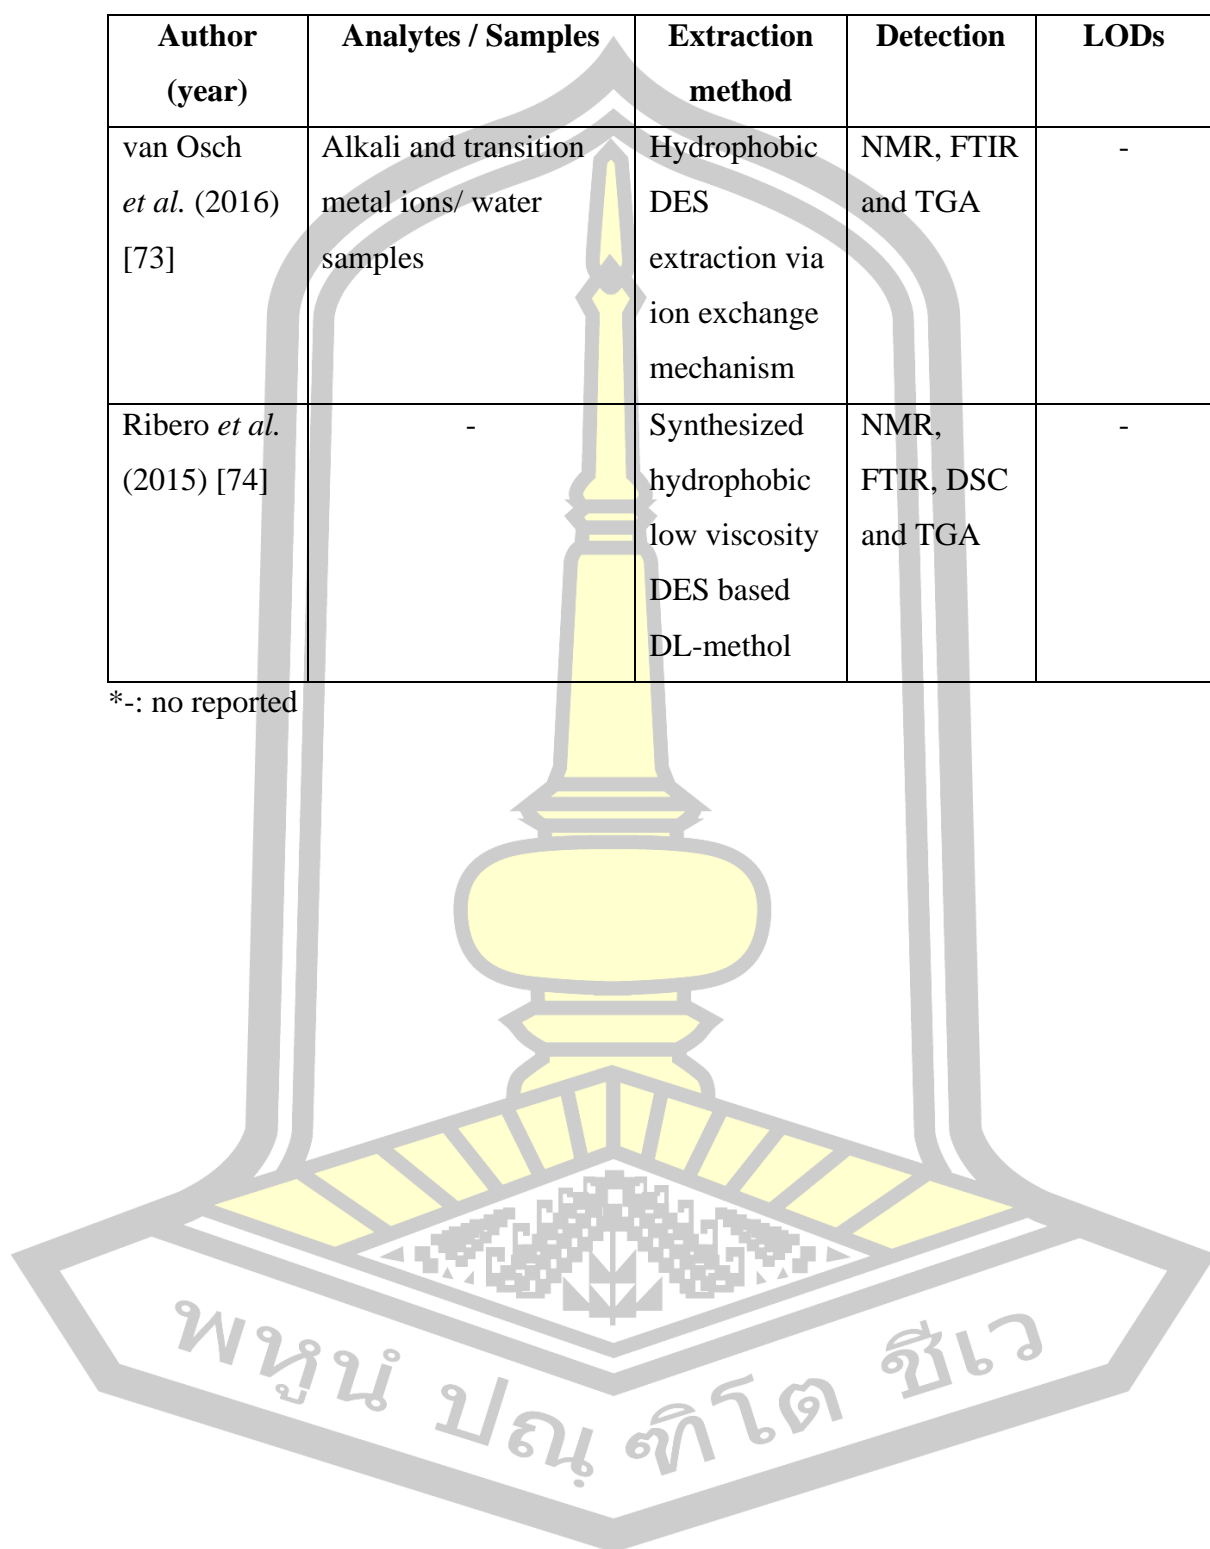 Author (year) Analytes / Samples Extraction method Detection LODs
van Osch et al. (2016) [73] Alkali and transition metal ions/ water samples Hydrophobic DES extraction via ion exchange mechanism NMR, FTIR and TGA -
Ribero et al. (2015) [74] - Synthesized hydrophobic low viscosity DES based DL-methol NMR, FTIR, DSC and TGA -
*-: no reported
พหูนํ ปณฺฑิโต ชีเว